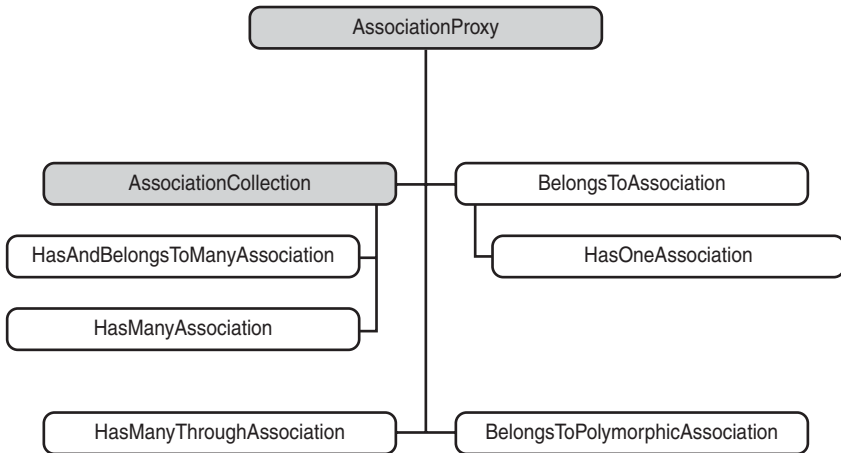 AssociationProxy
AssociationCollection
BelongsToAssociation
HasAndBelongsToManyAssociation
HasOneAssociation
HasManyAssociation
HasManyThroughAssociation
BelongsToPolymorphicAssociation